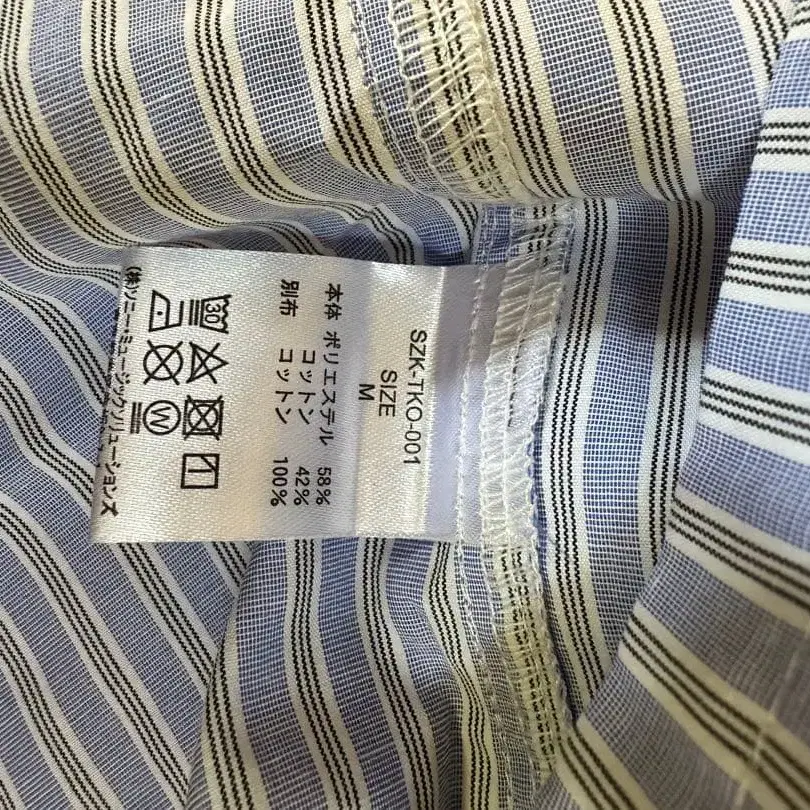 SZK-TKO-001
SIZE
M
本体 ポリエステル 58%
コットン 42%
別布 コットン 100%
30
W
(株)ソニーミュージックソリューションズ